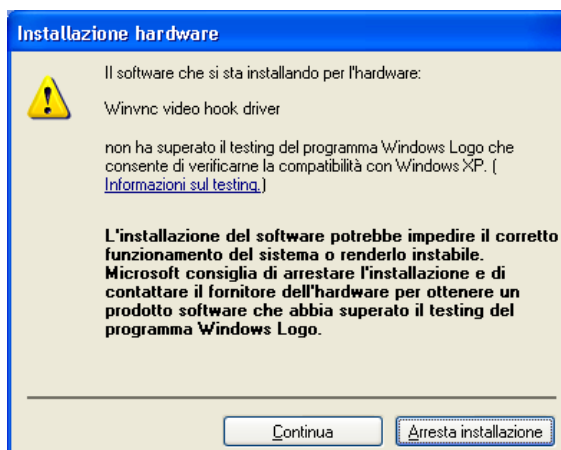 Installazione hardware
Il software che si sta installando per l'hardware:
Winvnc video hook driver
non ha superato il testing del programma Windows Logo che
consente di verificarne la compatibilità con Windows XP. (
Informazioni sul testing.)
L'installazione del software potrebbe impedire il corretto
funzionamento del sistema o renderlo instabile.
Microsoft consiglia di arrestare l'installazione e di
contattare il fornitore dell'hardware per ottenere un
prodotto software che abbia superato il testing del
programma Windows Logo.
Continua
Arresta installazione